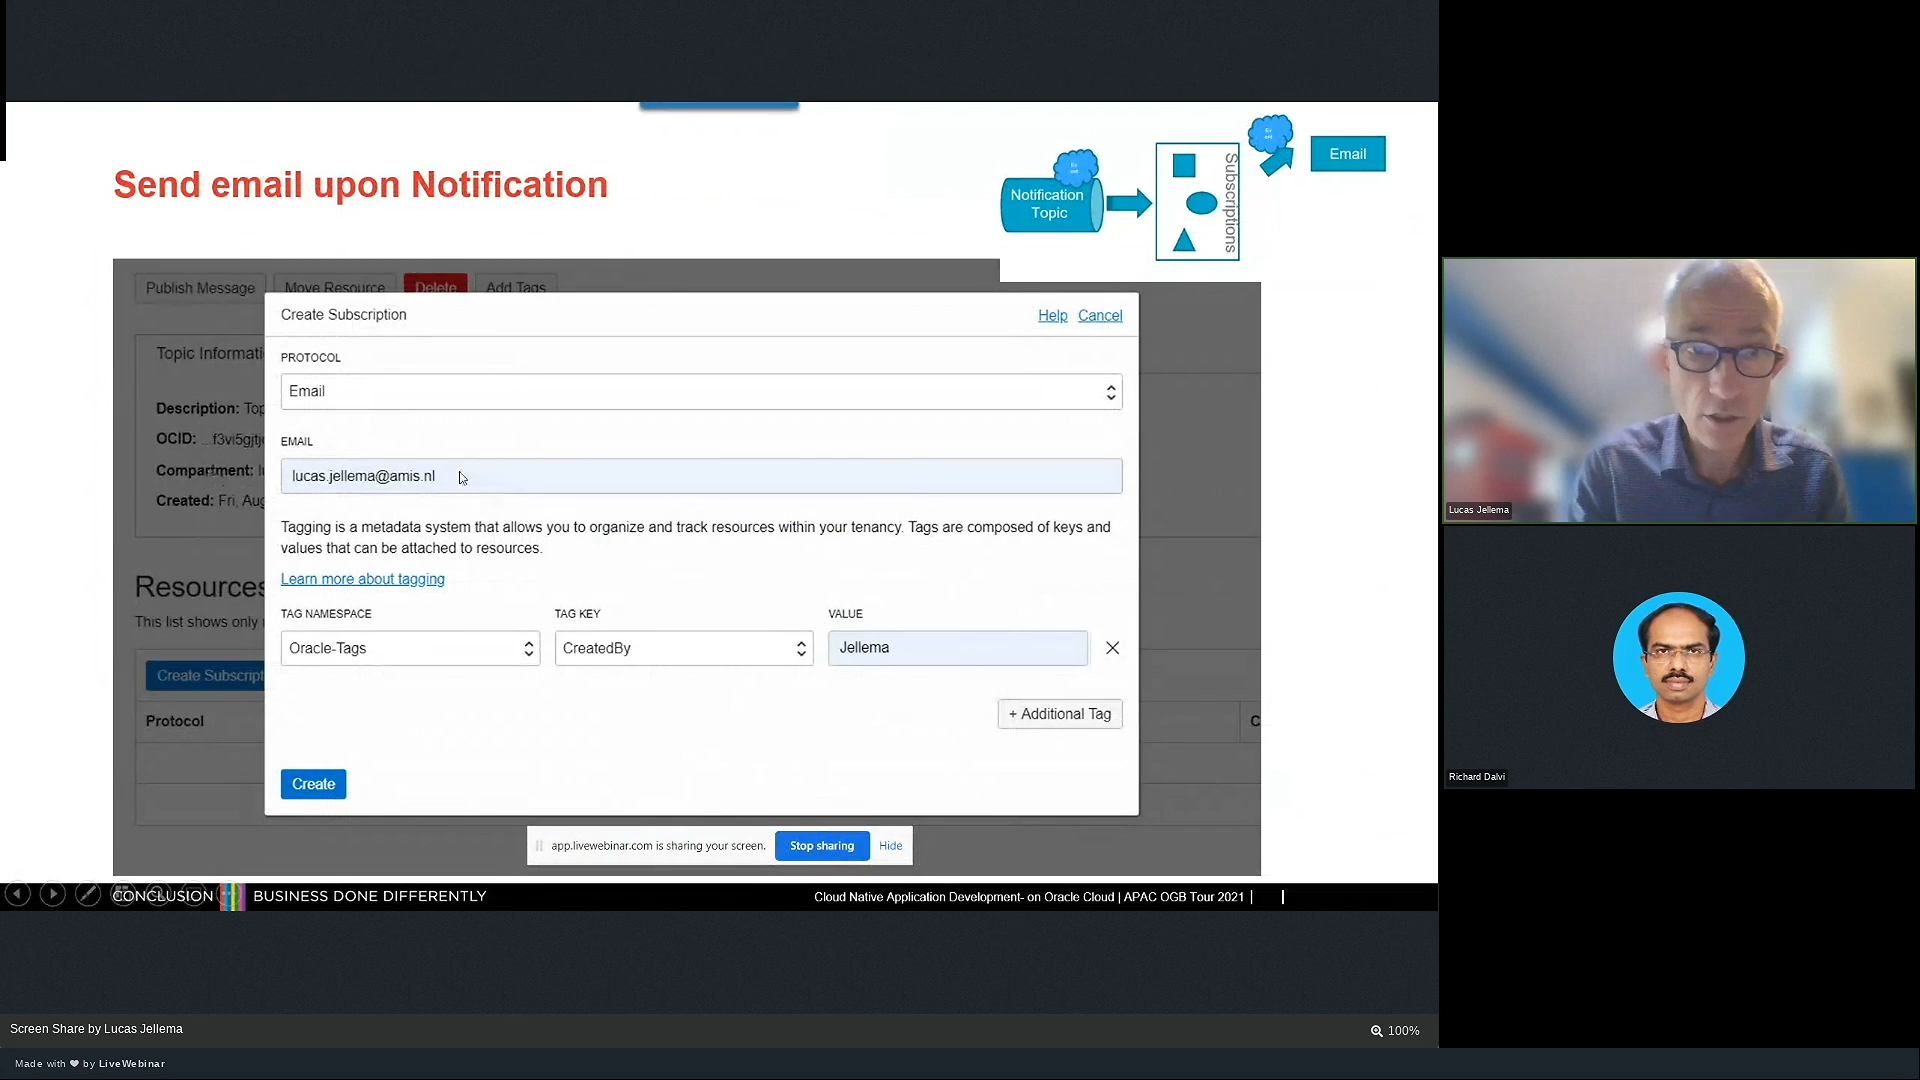 Send email upon Notification
Notification
Topic
Subscriptions
Email
Publish Message
Move Resource
Delete
Add Tags
Create Subscription
Help
Cancel
PROTOCOL
Email
EMAIL
lucas.jellema@amis.nl
Tagging is a metadata system that allows you to organize and track resources within your tenancy. Tags are composed of keys and
values that can be attached to resources.
Learn more about tagging
TAG NAMESPACE
TAG KEY
VALUE
Oracle-Tags
CreatedBy
Jellema
+ Additional Tag
Create
Topic Informati
Description: Top
OCID: ...f3vi5gjtj
Compartment:
Created: Fri, Aug
Resources
This list shows only
Create Subscript
Protocol
C
app.livewebinar.com is sharing your screen.
Stop sharing
Hide
CONCLUSION
BUSINESS DONE DIFFERENTLY
Cloud Native Application Development- on Oracle Cloud | APAC OGB Tour 2021 |
Lucas Jellema
Richard Dalvi
Screen Share by Lucas Jellema
100%
Made with ❤ by LiveWebinar